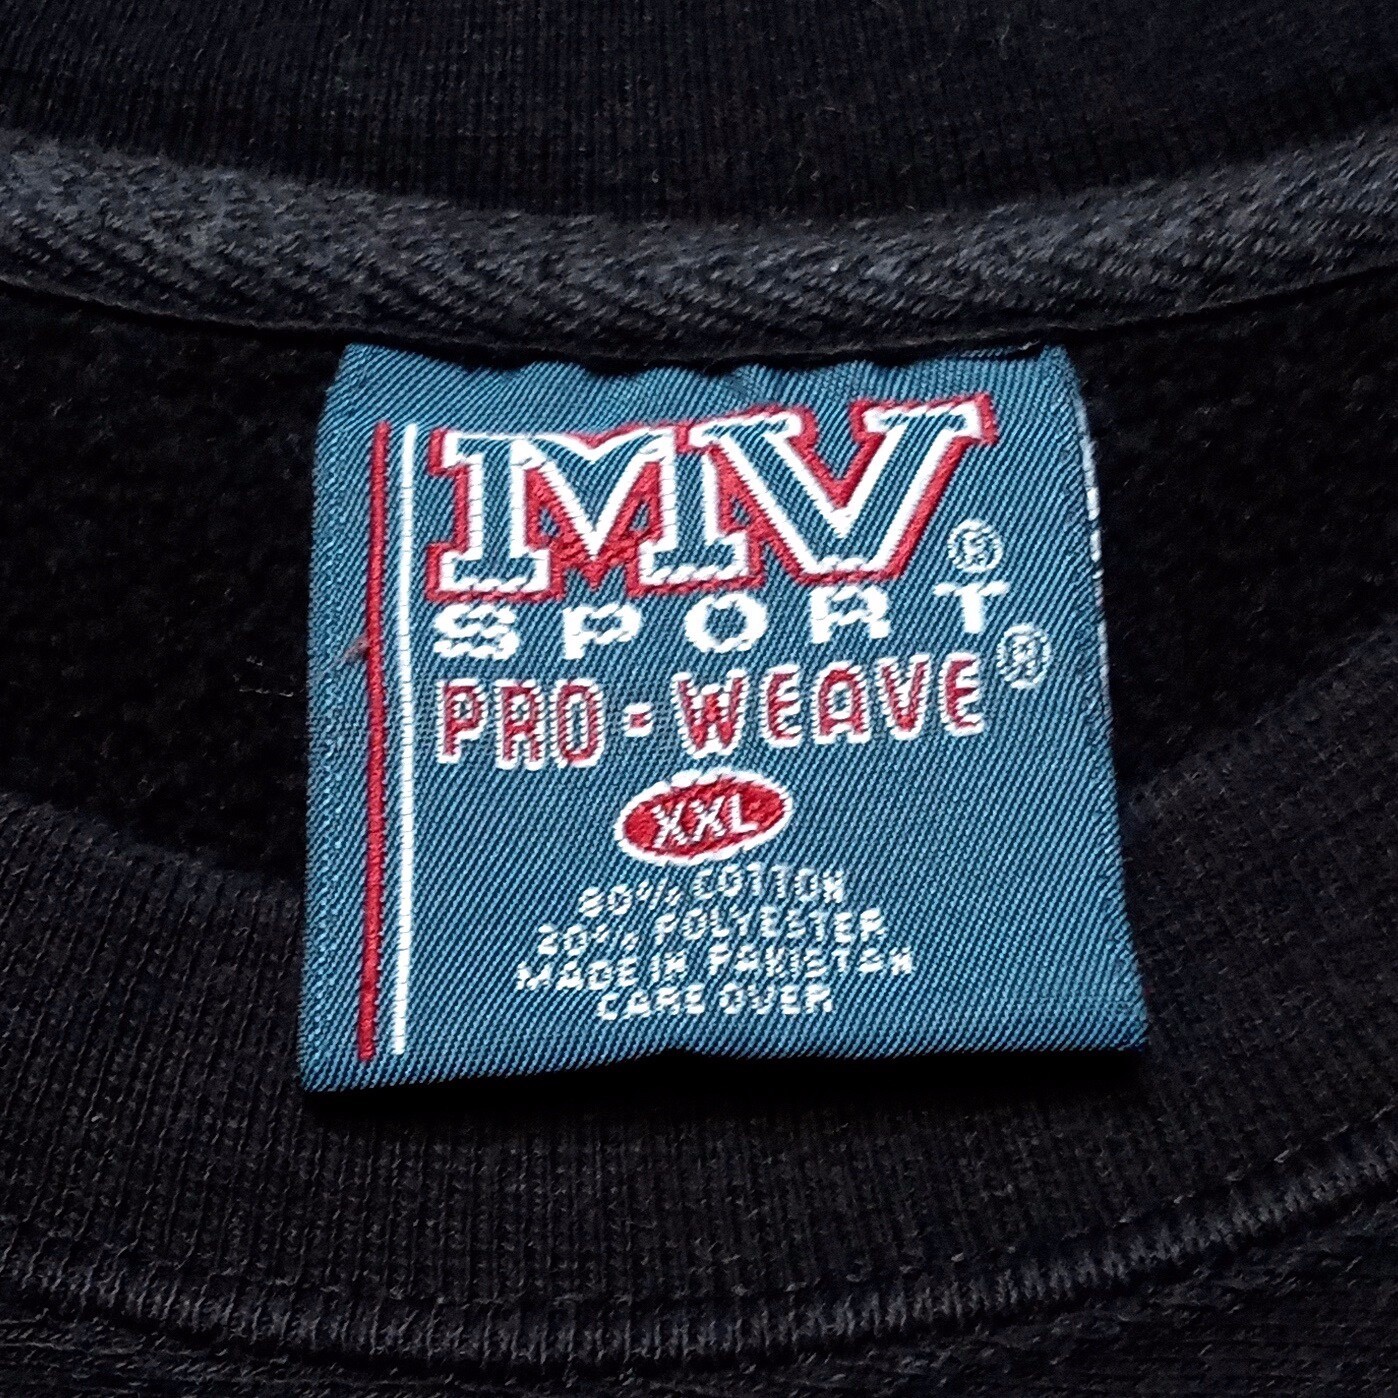 MV
SPORT®
PRO-WEAVE®
XXL
80% COTTON
20% POLYESTER
MADE IN PAKISTAN
CARE OVER